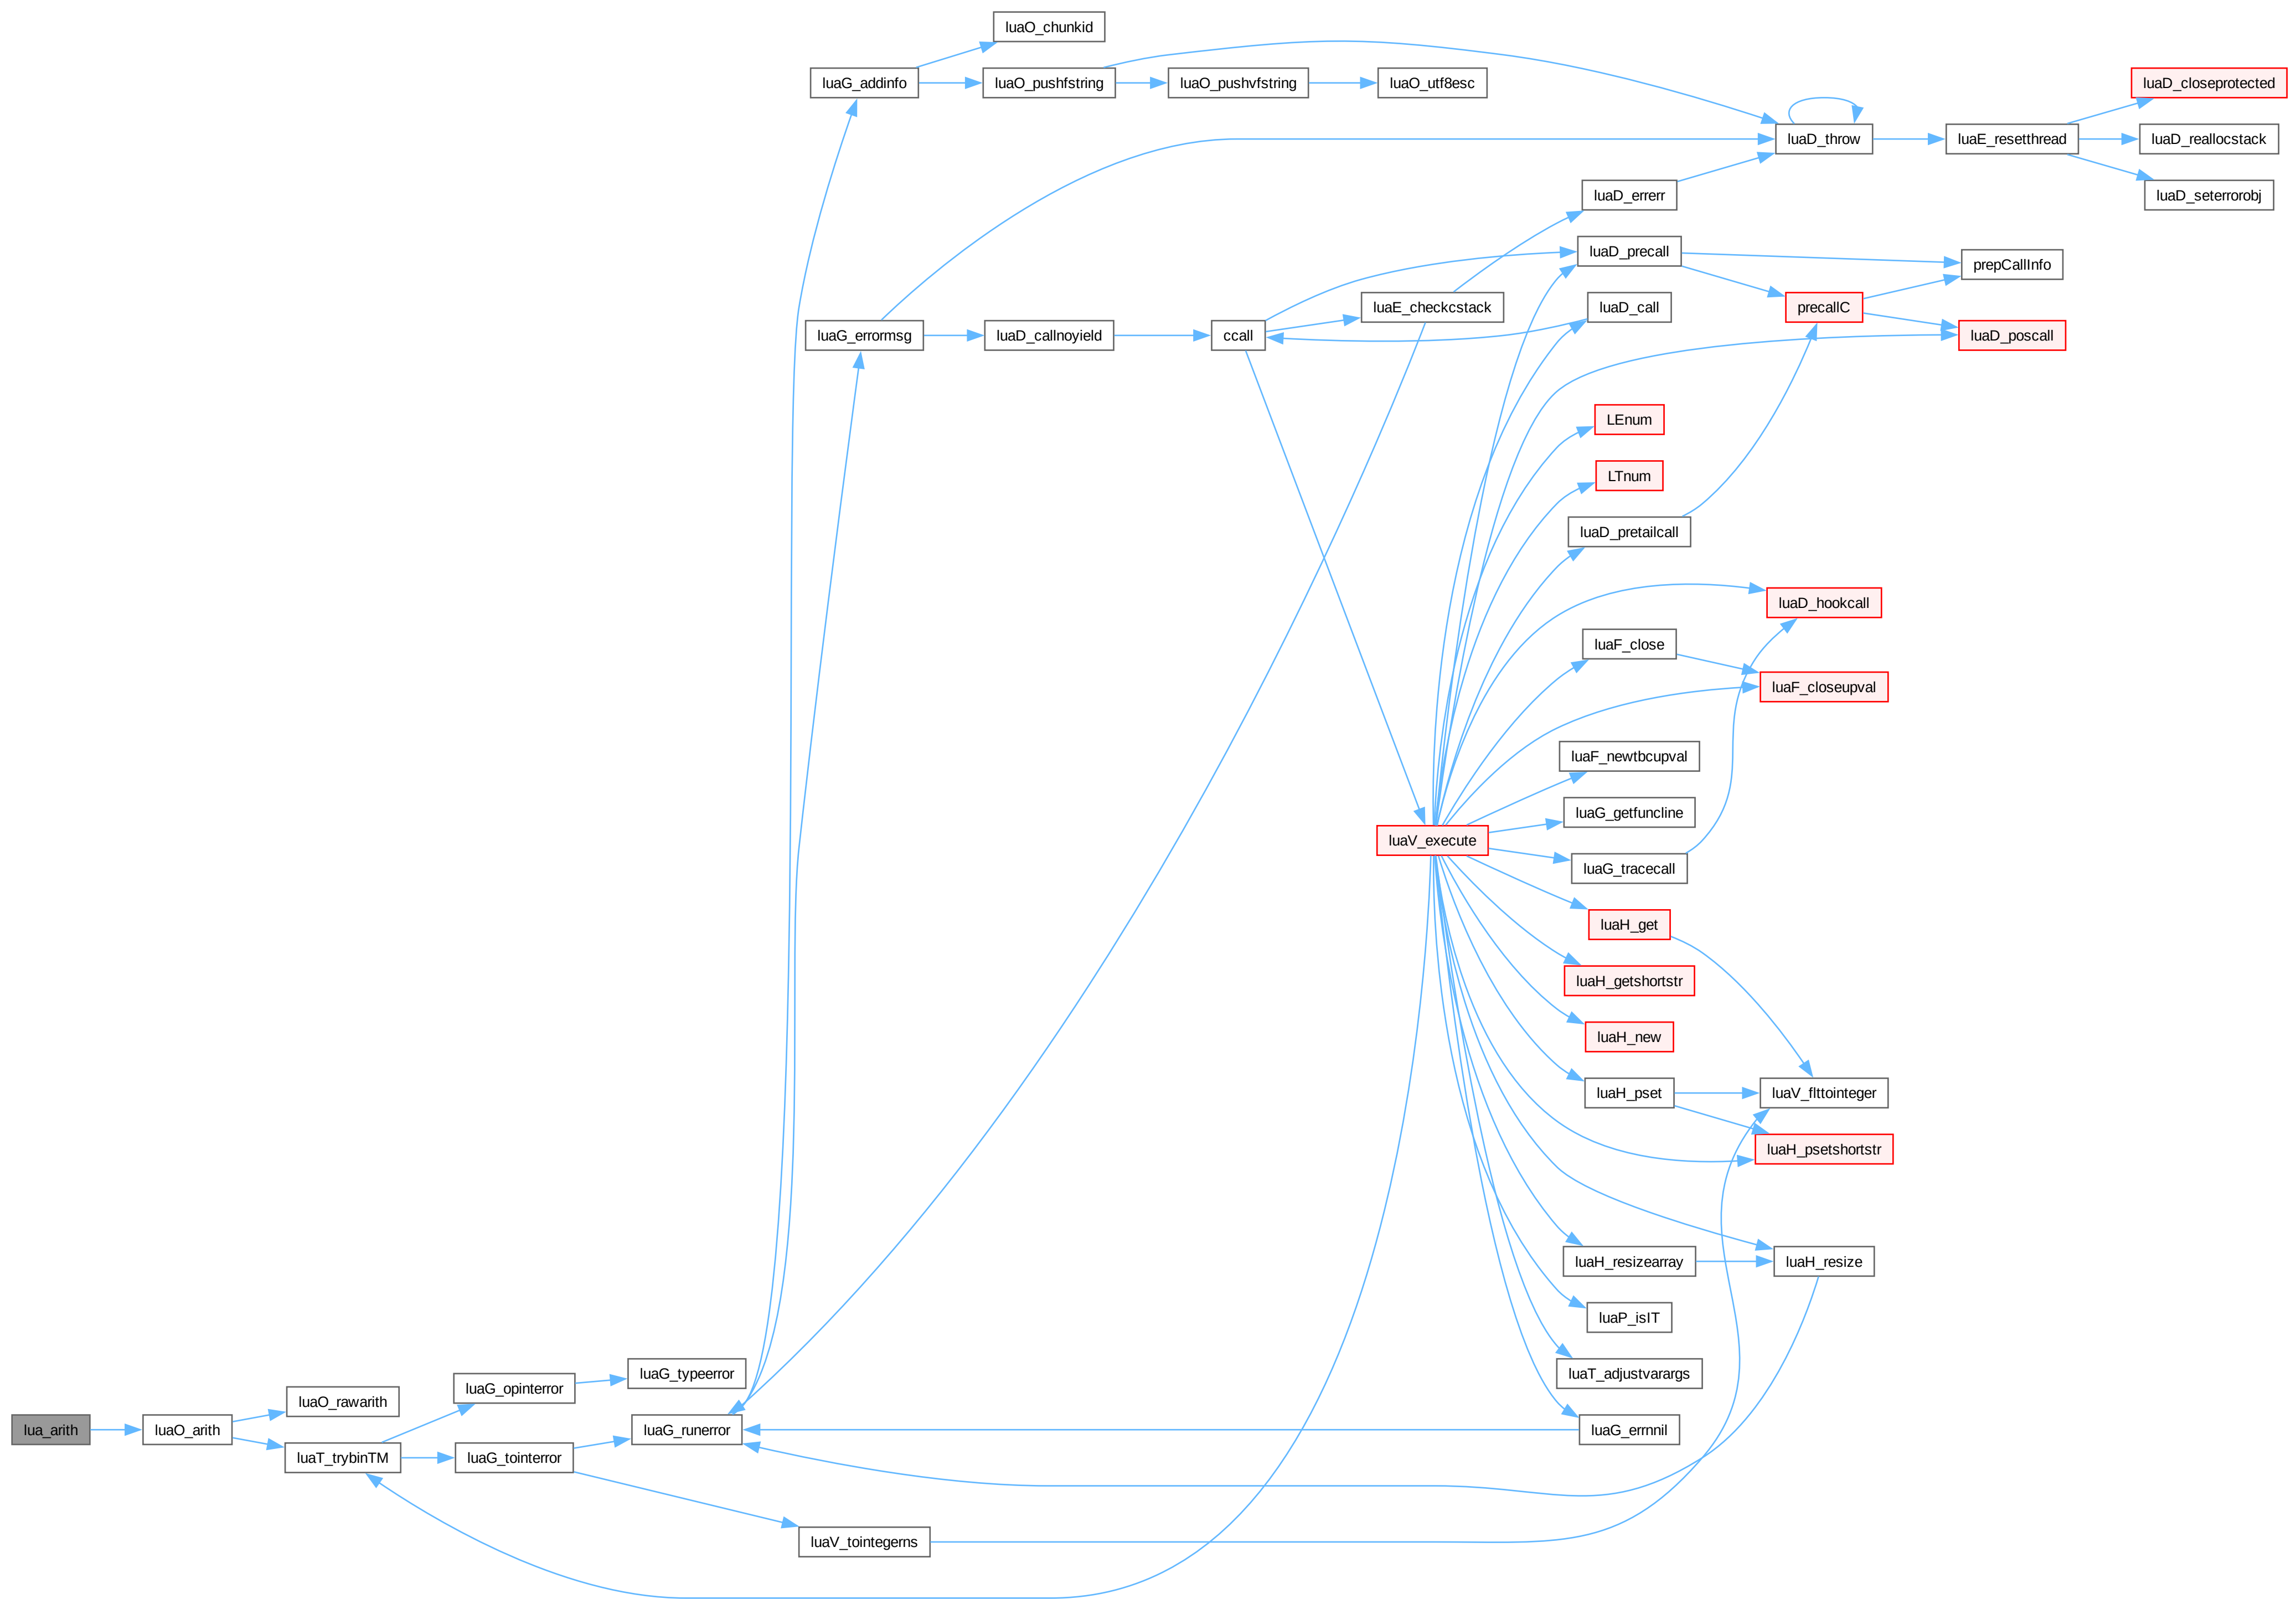 luaO_chunkid
luaG_addinfo
luaO_pushfstring
luaO_pushvfstring
luaO_utf8esc
luaD_closeprotected
luaD_throw
luaE_resetthread
luaD_reallocstack
luaD_errerr
luaD_seterrorobj
luaD_precall
prepCallInfo
luaE_checkcstack
luaD_call
precallC
luaG_errormsg
luaD_callnoyield
ccall
luaD_poscall
LEnum
LTnum
luaD_pretailcall
luaD_hookcall
luaF_close
luaF_closeupval
luaF_newtbcupval
luaG_getfuncline
luaV_execute
luaG_tracecall
luaH_get
luaH_getshortstr
luaH_new
luaH_pset
luaV_flttointeger
luaH_psetshortstr
luaH_resizearray
luaH_resize
luaP_isIT
luaG_typeerror
luaT_adjustvarargs
luaG_opinterror
luaO_rawarith
lua_arith
luaO_arith
luaG_runerror
luaG_errnnil
luaT_trybinTM
luaG_tointerror
luaV_tointegerns